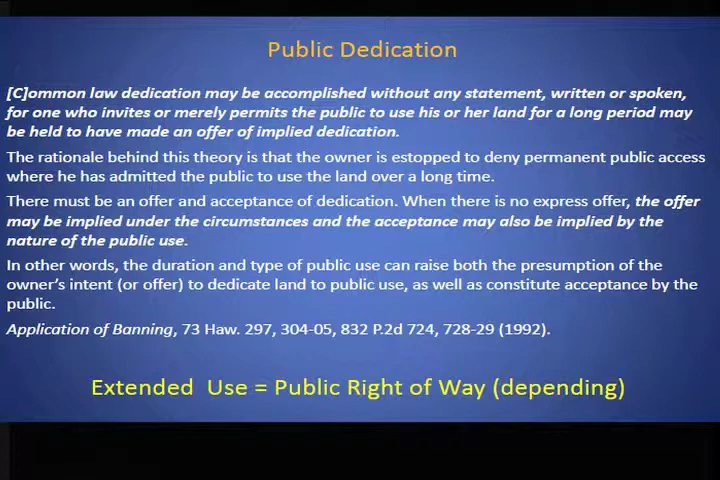 Public Dedication
[C]ommon law dedication may be accomplished without any statement, written or spoken,
for one who invites or merely permits the public to use his or her land for a long period may
be held to have made an offer of implied dedication.
The rationale behind this theory is that the owner is estopped to deny permanent public access
where he has admitted the public to use the land over a long time.
There must be an offer and acceptance of dedication. When there is no express offer, the offer
may be implied under the circumstances and the acceptance may also be implied by the
nature of the public use.
In other words, the duration and type of public use can raise both the presumption of the
owner's intent (or offer) to dedicate land to public use, as well as constitute acceptance by the
public.
Application of Banning, 73 Haw. 297, 304-05, 832 P.2d 724, 728-29 (1992).
Extended Use = Public Right of Way (depending)